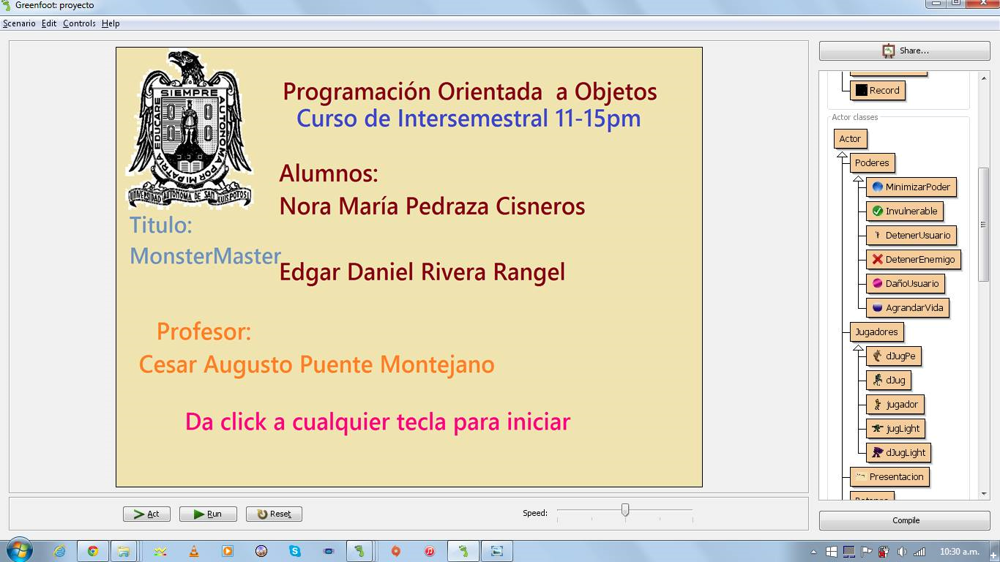 Greenfoot: proyecto
Scenario Edit Controls Help
SIEMPRE AUTONOMA POR MI PATRIA EDUCARE
UNIVERSIDAD AUTONOMA DE SAN LUIS POTOSI
Programación Orientada  a Objetos
Curso de Intersemestral 11-15pm
Alumnos:
Nora María Pedraza Cisneros
Titulo:
MonsterMaster
Edgar Daniel Rivera Rangel
Profesor:
Cesar Augusto Puente Montejano
Da click a cualquier tecla para iniciar
Share...
Record
Actor classes
Actor
Poderes
MinimizarPoder
Invulnerable
DetenerUsuario
DetenerEnemigo
DañoUsuario
AgrandarVida
Jugadores
dJugPe
dJug
jugador
jugLight
dJugLight
Presentacion
Act
Run
Reset
Speed:
Compile
10:30 a.m.